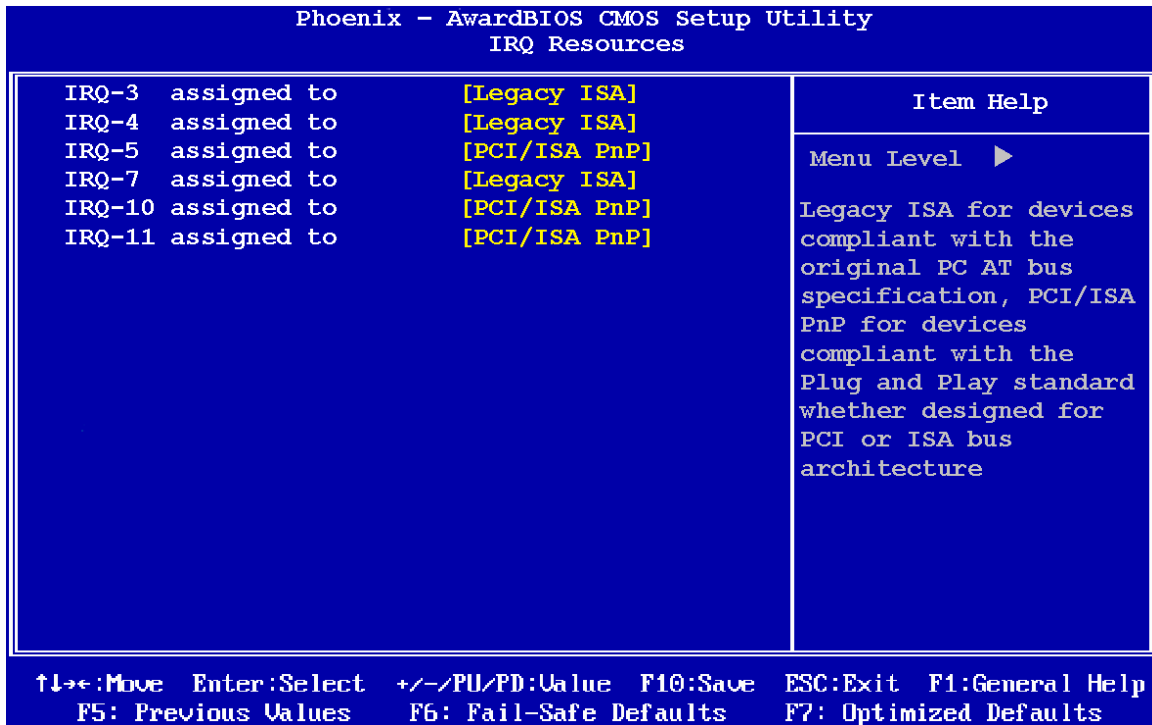 Phoenix – AwardBIOS CMOS Setup Utility
IRQ Resources
IRQ-3 assigned to [Legacy ISA]
IRQ-4 assigned to [Legacy ISA]
IRQ-5 assigned to [PCI/ISA PnP]
IRQ-7 assigned to [Legacy ISA]
IRQ-10 assigned to [PCI/ISA PnP]
IRQ-11 assigned to [PCI/ISA PnP]
Item Help
Menu Level ▶
Legacy ISA for devices
compliant with the
original PC AT bus
specification, PCI/ISA
PnP for devices
compliant with the
Plug and Play standard
whether designed for
PCI or ISA bus
architecture
↑↓→←:Move Enter:Select +/-/PU/PD:Value F10:Save ESC:Exit F1:General Help
F5: Previous Values F6: Fail-Safe Defaults F7: Optimized Defaults